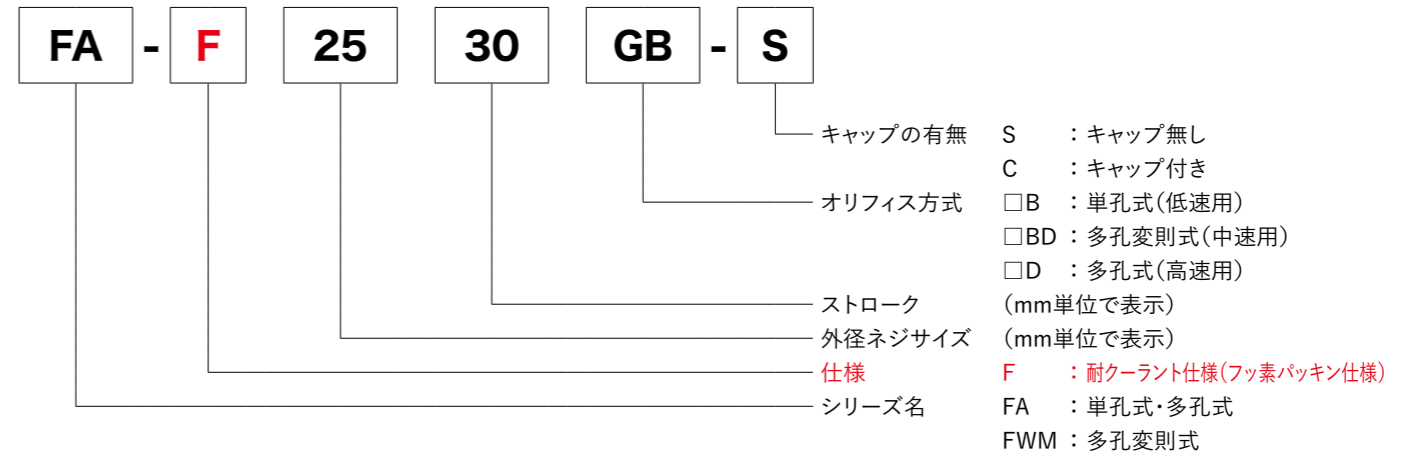 FA - F 25 30 GB - S
キャップの有無 S : キャップ無し
C : キャップ付き
オリフィス方式 □B : 単孔式(低速用)
□BD : 多孔変則式(中速用)
□D : 多孔式(高速用)
ストローク (mm単位で表示)
外径ネジサイズ (mm単位で表示)
仕様 F : 耐クーラント仕様(フッ素パッキン仕様)
シリーズ名 FA : 単孔式・多孔式
FWM : 多孔変則式